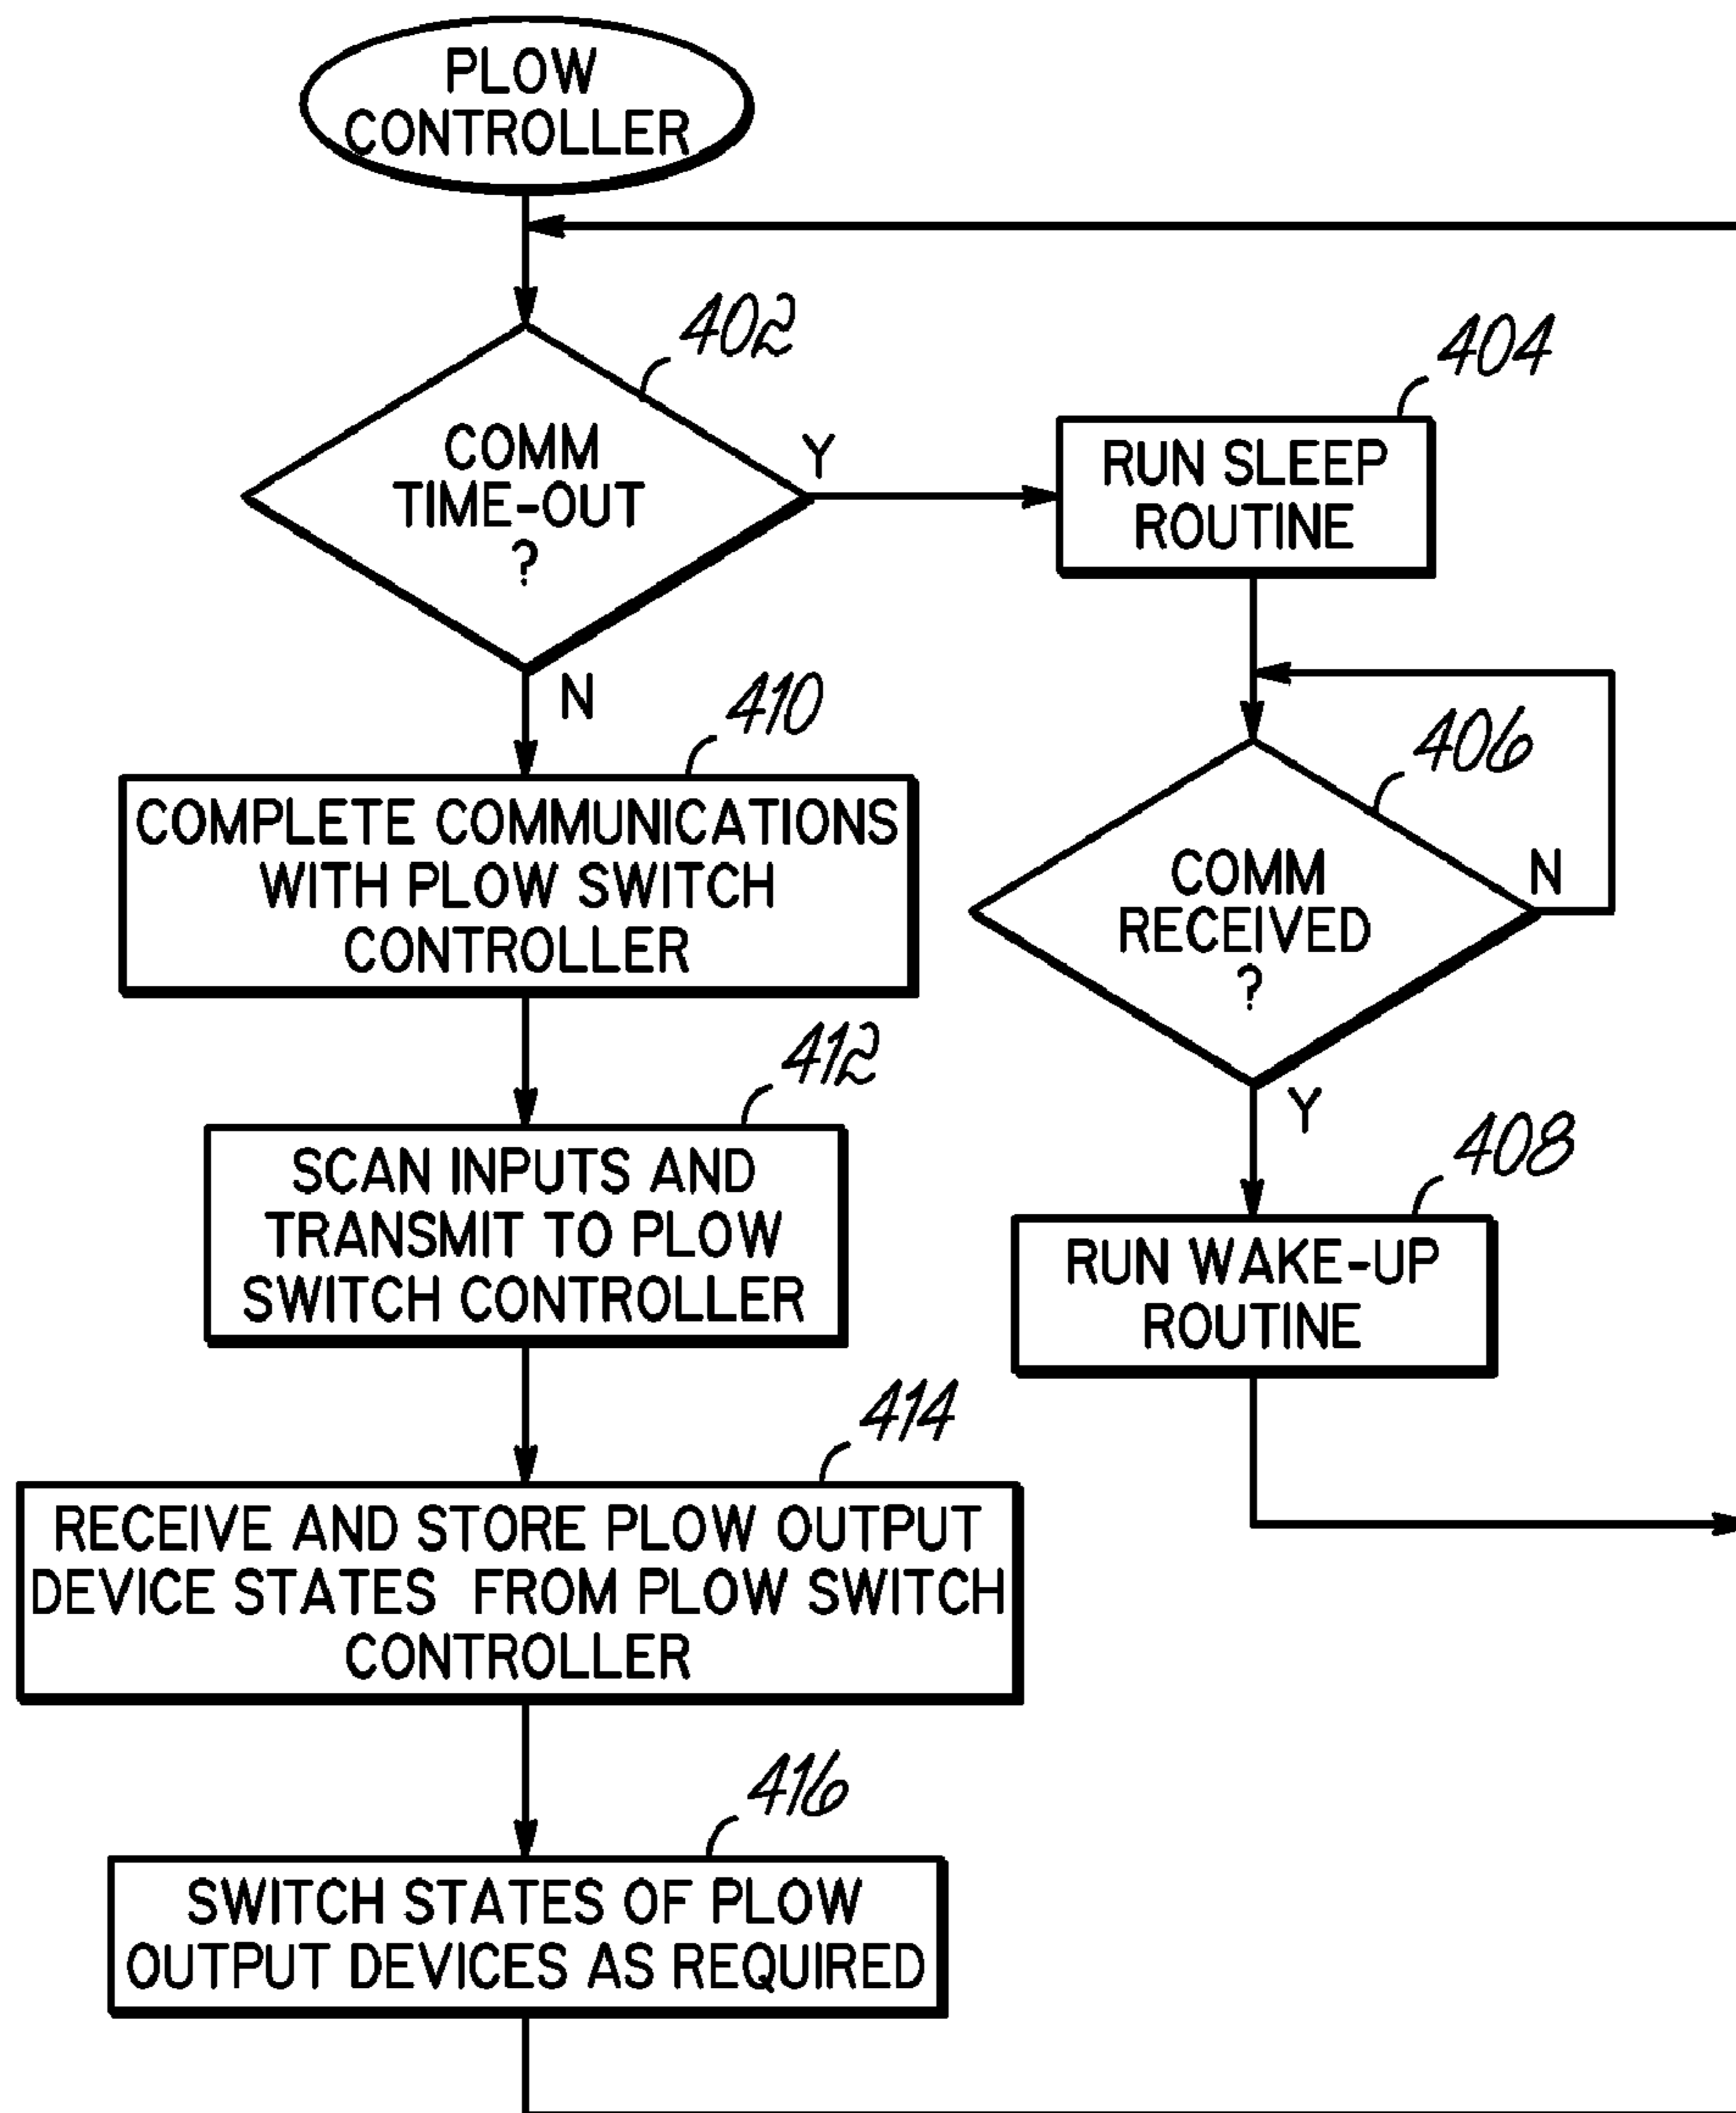 PLOW
CONTROLLER
402
COMM
TIME-OUT
?
Y
N
404
RUN SLEEP
ROUTINE
406
COMM
RECEIVED
?
N
Y
408
RUN WAKE-UP
ROUTINE
410
COMPLETE COMMUNICATIONS
WITH PLOW SWITCH
CONTROLLER
412
SCAN INPUTS AND
TRANSMIT TO PLOW
SWITCH CONTROLLER
414
RECEIVE AND STORE PLOW OUTPUT
DEVICE STATES FROM PLOW SWITCH
CONTROLLER
416
SWITCH STATES OF PLOW
OUTPUT DEVICES AS REQUIRED